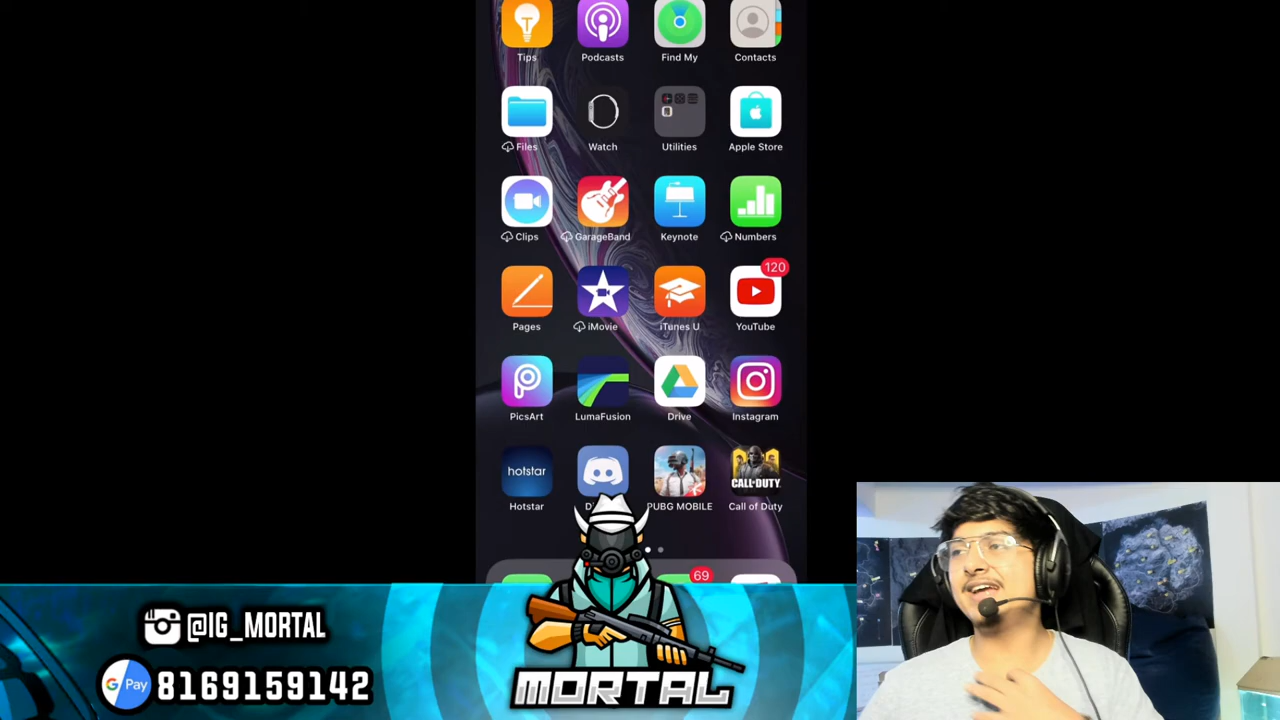 Tips Podcasts Find My Contacts
Files Watch Utilities Apple Store
Clips GarageBand Keynote Numbers
120
Pages iMovie iTunes U YouTube
PicsArt LumaFusion Drive Instagram
hotstar
CALL OF DUTY
Hotstar PUBG MOBILE Call of Duty
69
@IG_MORTAL
G Pay 8169159142
MORTAL